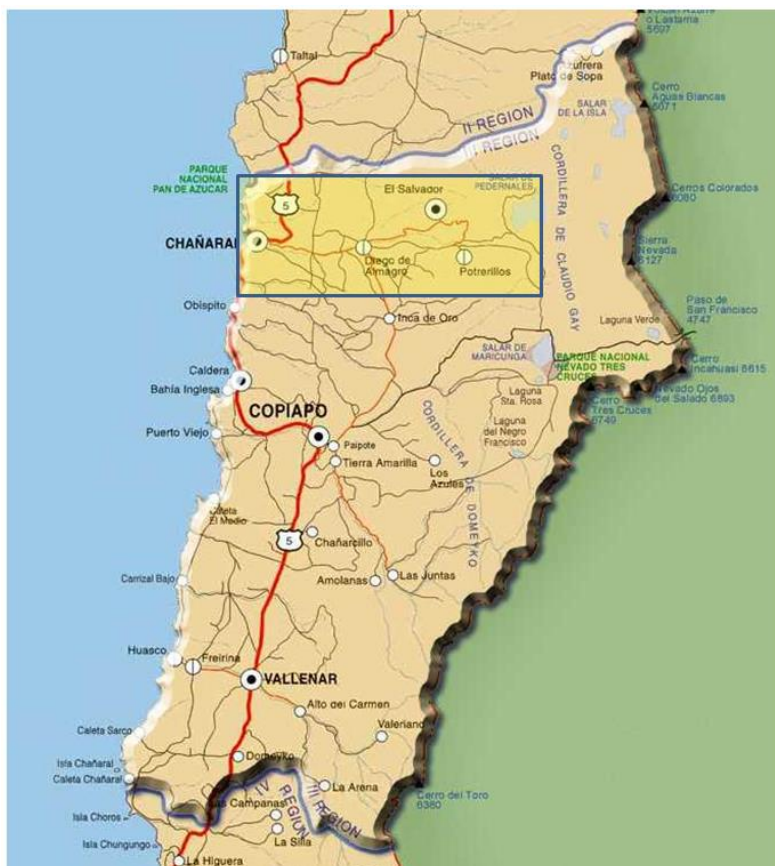 o Lastarria
5697
Taltal
Plato de Sopa
Cerro
Aguas Blancas
6071
SALAR
DE LA ISLA
II REGION
I REGION
PARQUE
NACIONAL
PAN DE AZUCAR
El Salvador
SALAR DE
PEDERNALES
Cerros Colorados
6080
5
CHAÑARAL
Diego de
Almagro
Potrerillos
CORDILLERA DE CLAUDIO GAY
Sierra
Nevada
6127
Obispito
Inca de Oro
Laguna Verde
Paso de
San Francisco
4747
SALAR DE
MARICUNGA
PARQUE NACIONAL
NEVADO TRES
CRUCES
Cerro
Incahuasi 6615
Caldera
Bahía Inglesa
Laguna
Sta. Rosa
Cerro
Tres Cruces
6749
Nevado Ojos
del Salado 6893
COPIAPO
Laguna
del Negro
Francisco
Puerto Viejo
Paipote
Tierra Amarilla
Los
Azules
CORDILLERA DE DOMEYKO
Caleta
El Medio
5
Chañarcillo
Carrizal Bajo
Amolanas
Las Juntas
Huasco
Freirina
VALLENAR
Alto del Carmen
Caleta Sarco
Valeriano
Domeyko
Isla Chañaral
Caleta Chañaral
La Arena
Cerro del Toro
6380
IV REGION
III REGION
Isla Choros
Las Campanas
Isla Chungungo
La Silla
La Higuera